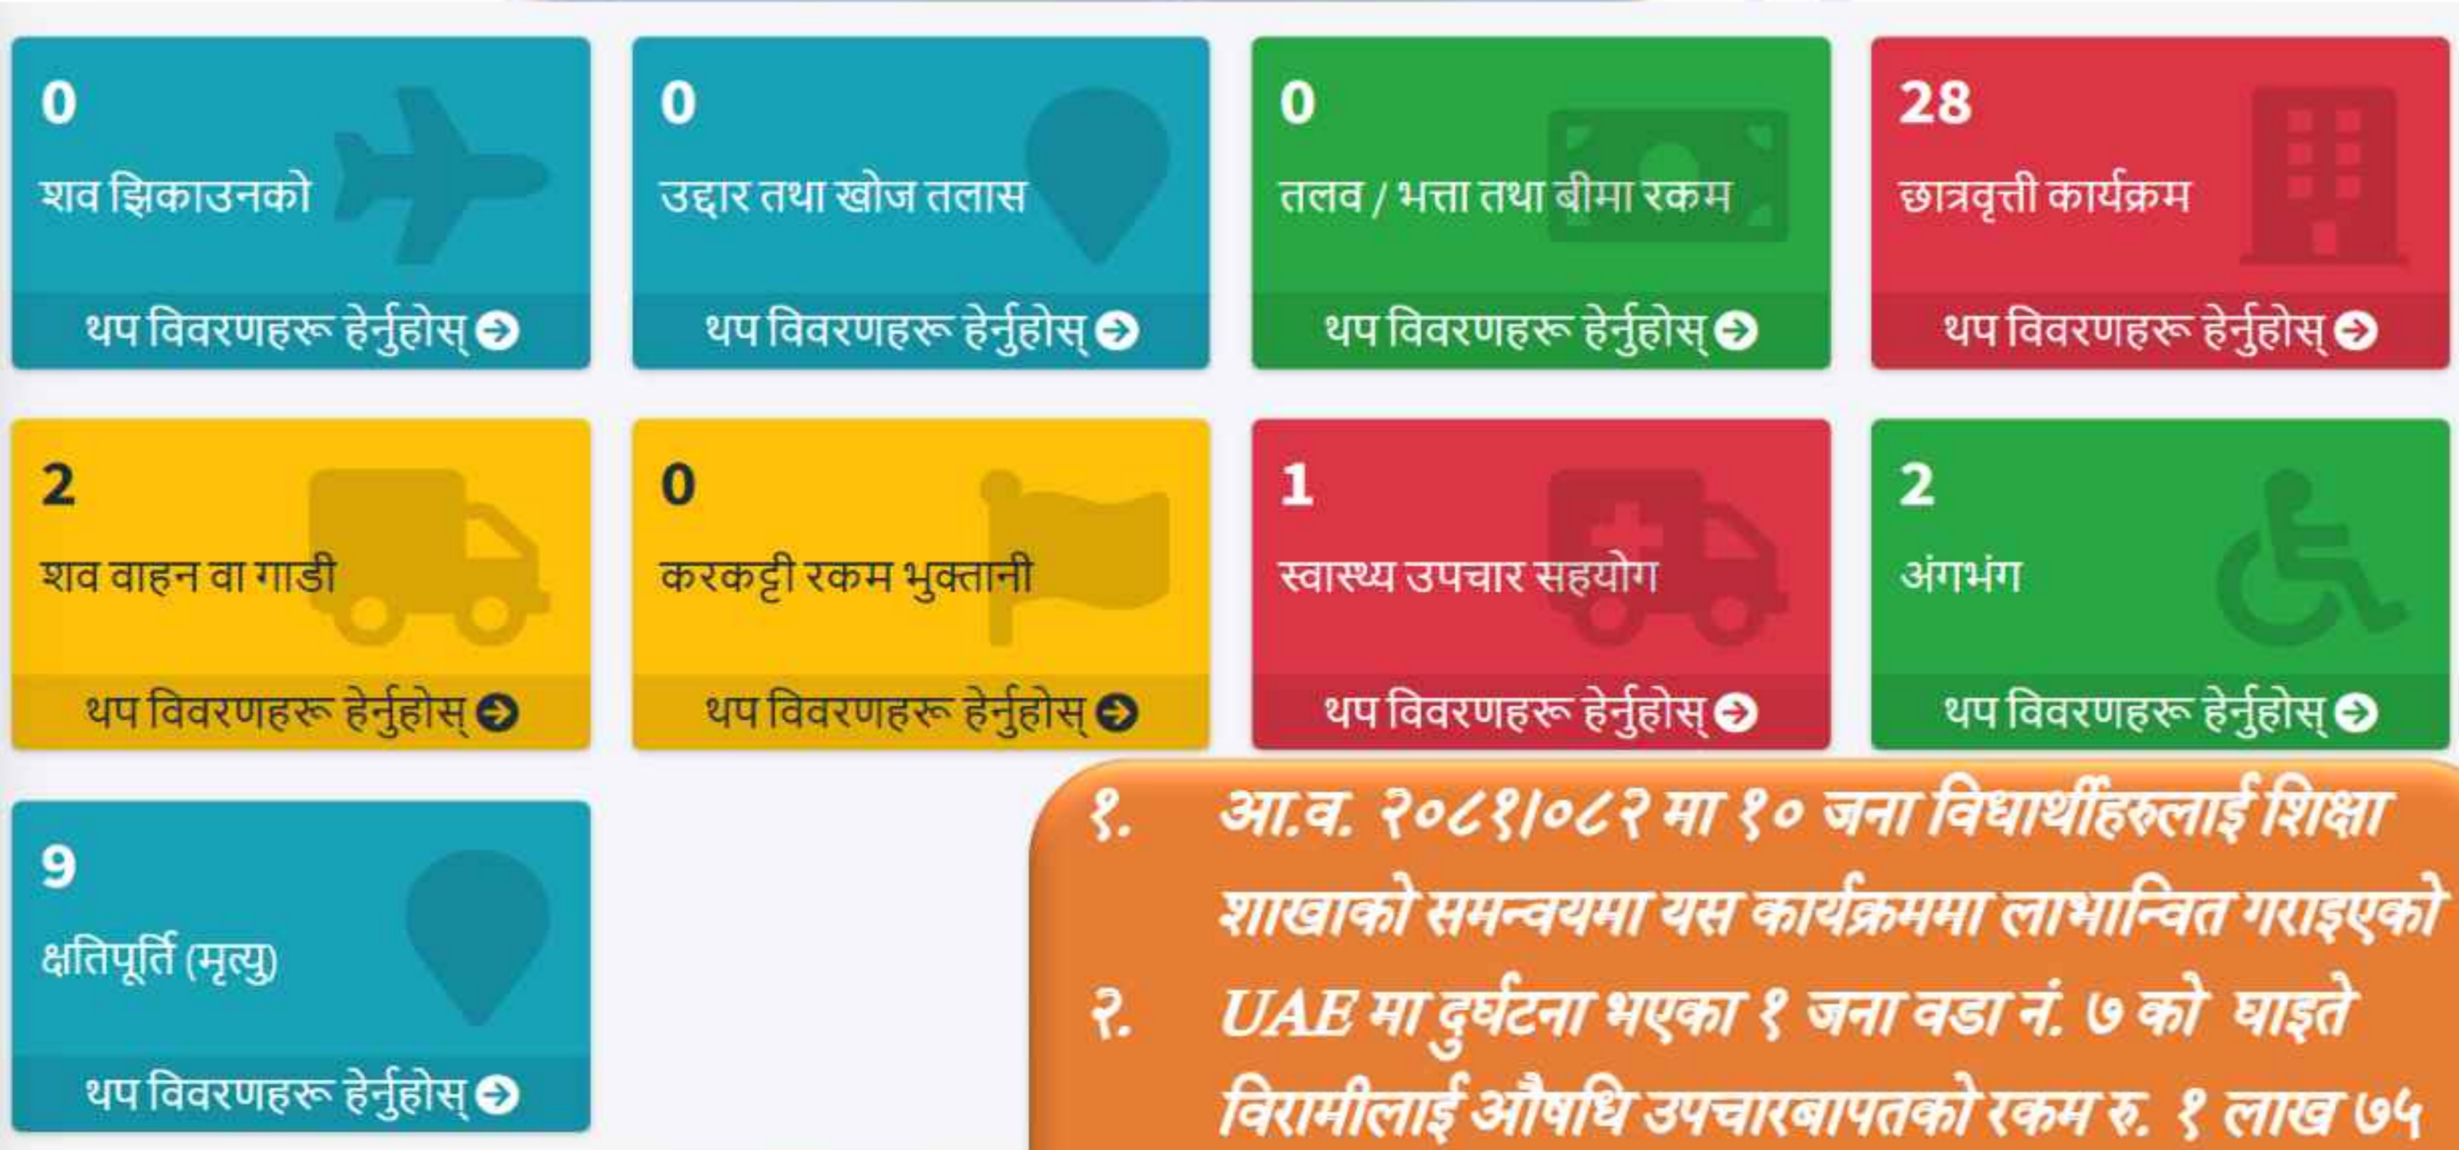 0
शव झिकाउनको
थप विवरणहरू हेर्नुहोस्
0
उद्दार तथा खोज तलास
थप विवरणहरू हेर्नुहोस्
0
तलव / भत्ता तथा बीमा रकम
थप विवरणहरू हेर्नुहोस्
28
छात्रवृत्ती कार्यक्रम
थप विवरणहरू हेर्नुहोस्
2
शव वाहन वा गाडी
थप विवरणहरू हेर्नुहोस्
0
करकट्टी रकम भुक्तानी
थप विवरणहरू हेर्नुहोस्
1
स्वास्थ्य उपचार सहयोग
थप विवरणहरू हेर्नुहोस्
2
अंगभंग
थप विवरणहरू हेर्नुहोस्
9
क्षतिपूर्ति (मृत्यु)
थप विवरणहरू हेर्नुहोस्
१. आ.व. २०८१|०८२ मा १० जना विधार्थीहरुलाई शिक्षा
शाखाको समन्वयमा यस कार्यक्रममा लाभान्वित गराइएको
२. UAE मा दुर्घटना भएका १ जना वडा नं. ७ को घाइते
विरामीलाई औषधि उपचारबापतको रकम रु. १ लाख ७५